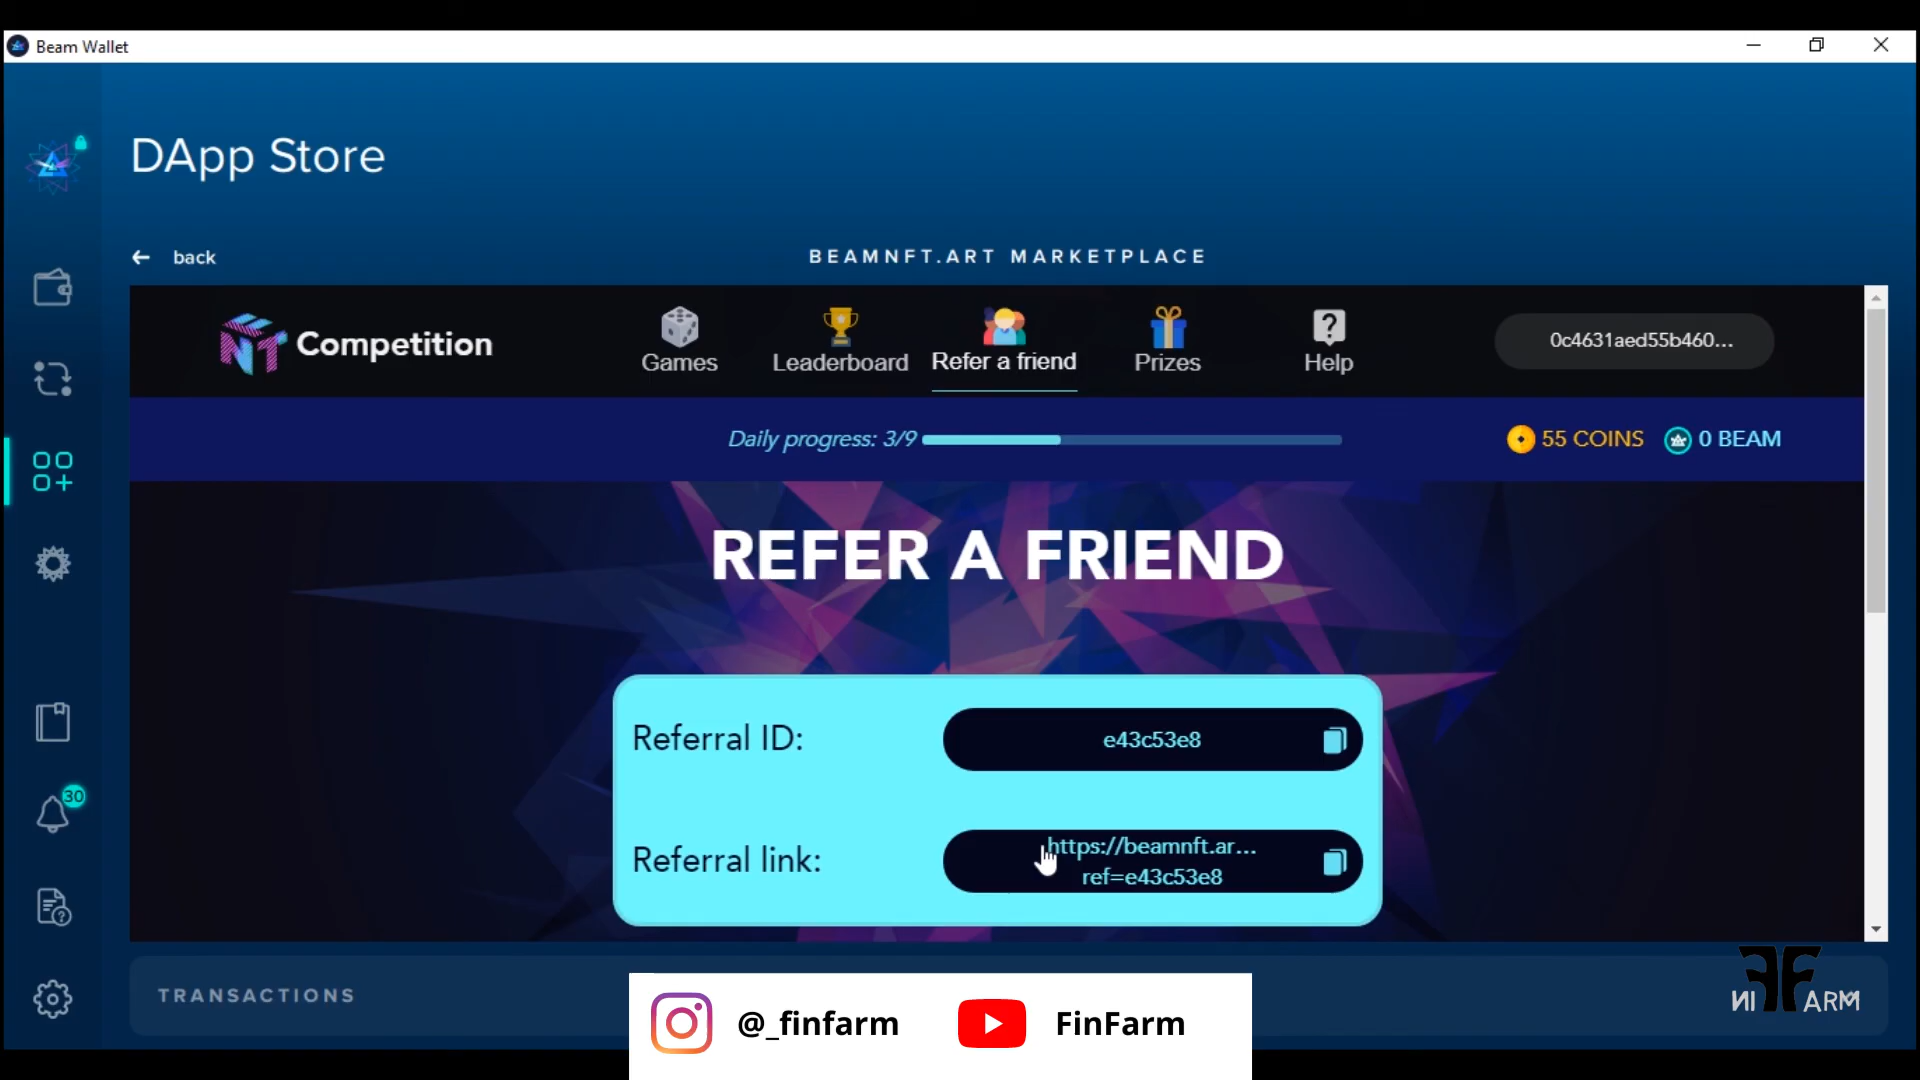 Beam Wallet
DApp Store
back
BEAMNFT.ART MARKETPLACE
Competition
Games
Leaderboard
Refer a friend
Prizes
Help
0c4631aed55b460...
Daily progress: 3/9
55 COINS
0 BEAM
REFER A FRIEND
Referral ID:
e43c53e8
Referral link:
https://beamnft.ar...
ref=e43c53e8
30
TRANSACTIONS
@_finfarm
FinFarm